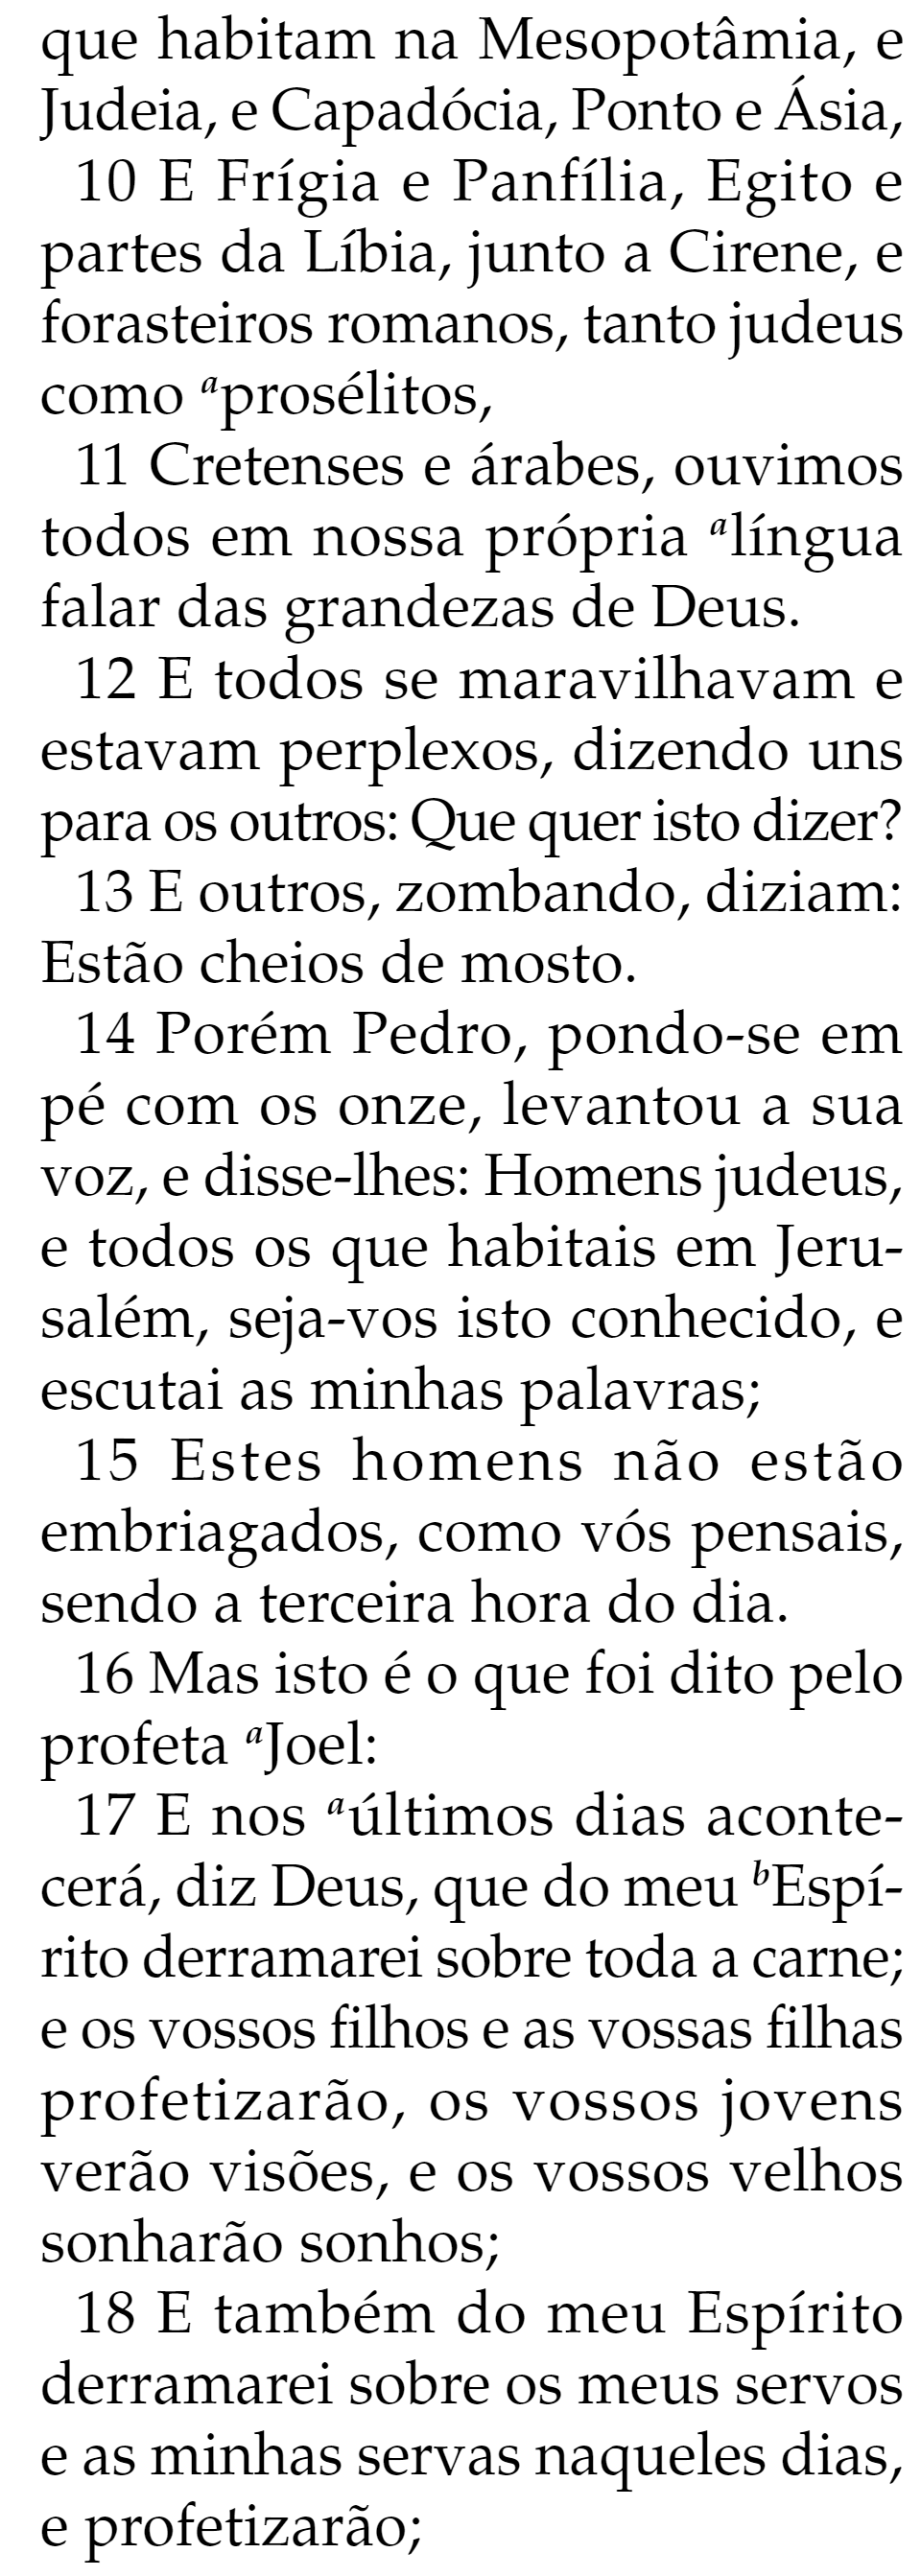 que habitam na Mesopotâmia, e
Judeia, e Capadócia, Ponto e Ásia,
10 E Frígia e Panfília, Egito e
partes da Líbia, junto a Cirene, e
forasteiros romanos, tanto judeus
como aprosélitos,
11 Cretenses e árabes, ouvimos
todos em nossa própria alíngua
falar das grandezas de Deus.
12 E todos se maravilhavam e
estavam perplexos, dizendo uns
para os outros: Que quer isto dizer?
13 E outros, zombando, diziam:
Estão cheios de mosto.
14 Porém Pedro, pondo-se em
pé com os onze, levantou a sua
voz, e disse-lhes: Homens judeus,
e todos os que habitais em Jeru-
salém, seja-vos isto conhecido, e
escutai as minhas palavras;
15 Estes homens não estão
embriagados, como vós pensais,
sendo a terceira hora do dia.
16 Mas isto é o que foi dito pelo
profeta aJoel:
17 E nos aúltimos dias aconte-
cerá, diz Deus, que do meu bEspí-
rito derramarei sobre toda a carne;
e os vossos filhos e as vossas filhas
profetizarão, os vossos jovens
verão visões, e os vossos velhos
sonharão sonhos;
18 E também do meu Espírito
derramarei sobre os meus servos
e as minhas servas naqueles dias,
e profetizarão;